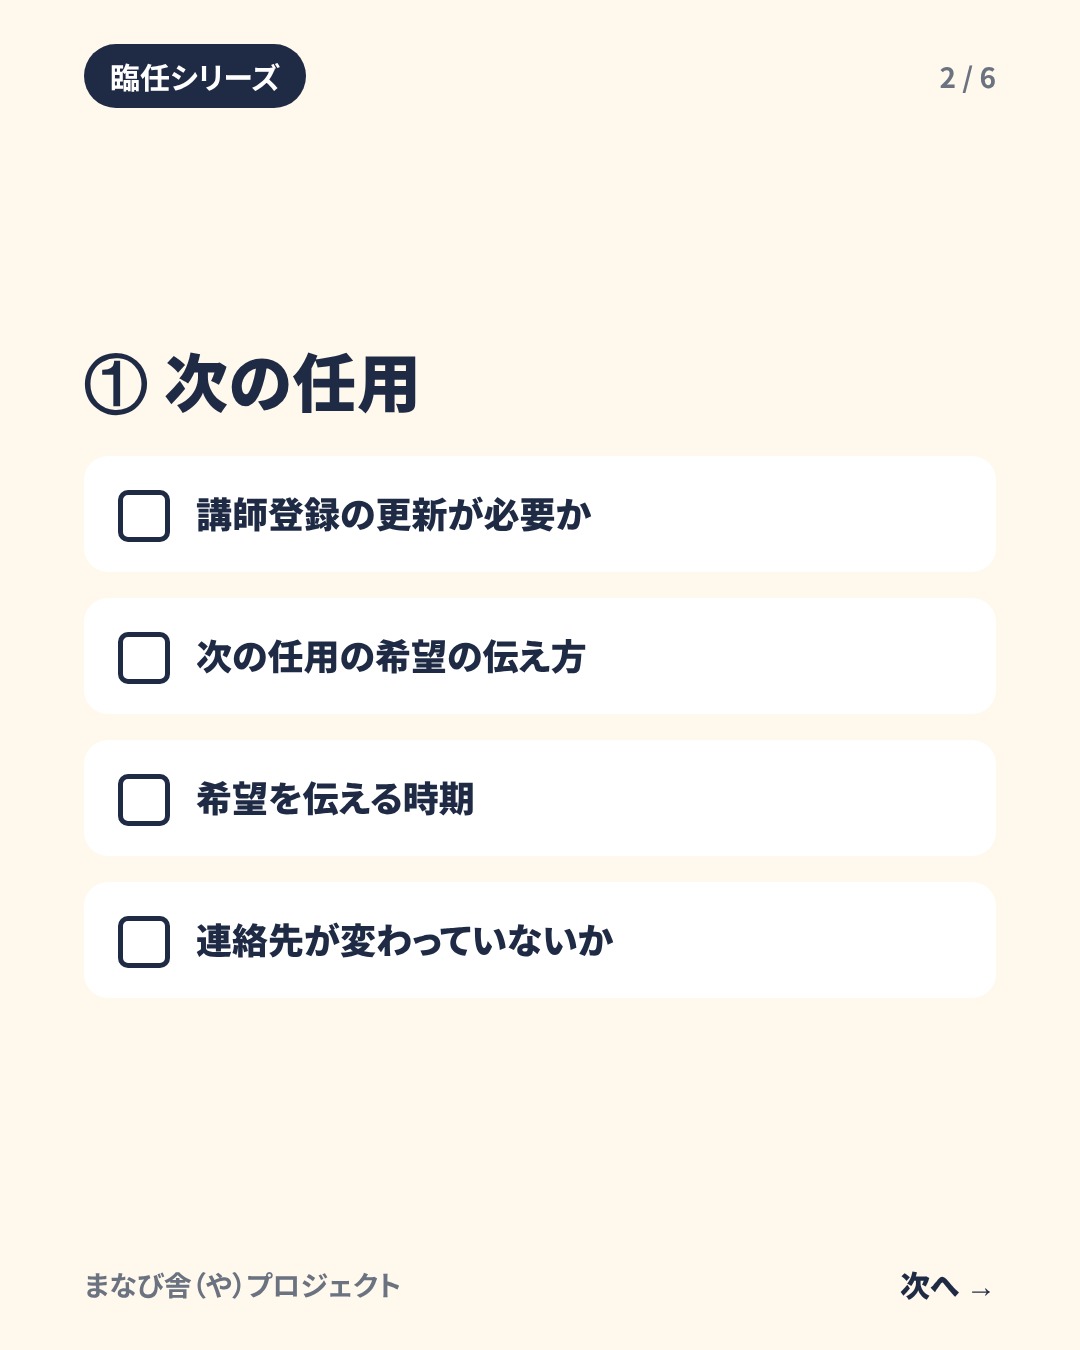 臨任シリーズ
2 / 6
① 次の任用
講師登録の更新が必要か
次の任用の希望の伝え方
希望を伝える時期
連絡先が変わっていないか
まなび舎（や）プロジェクト
次へ →